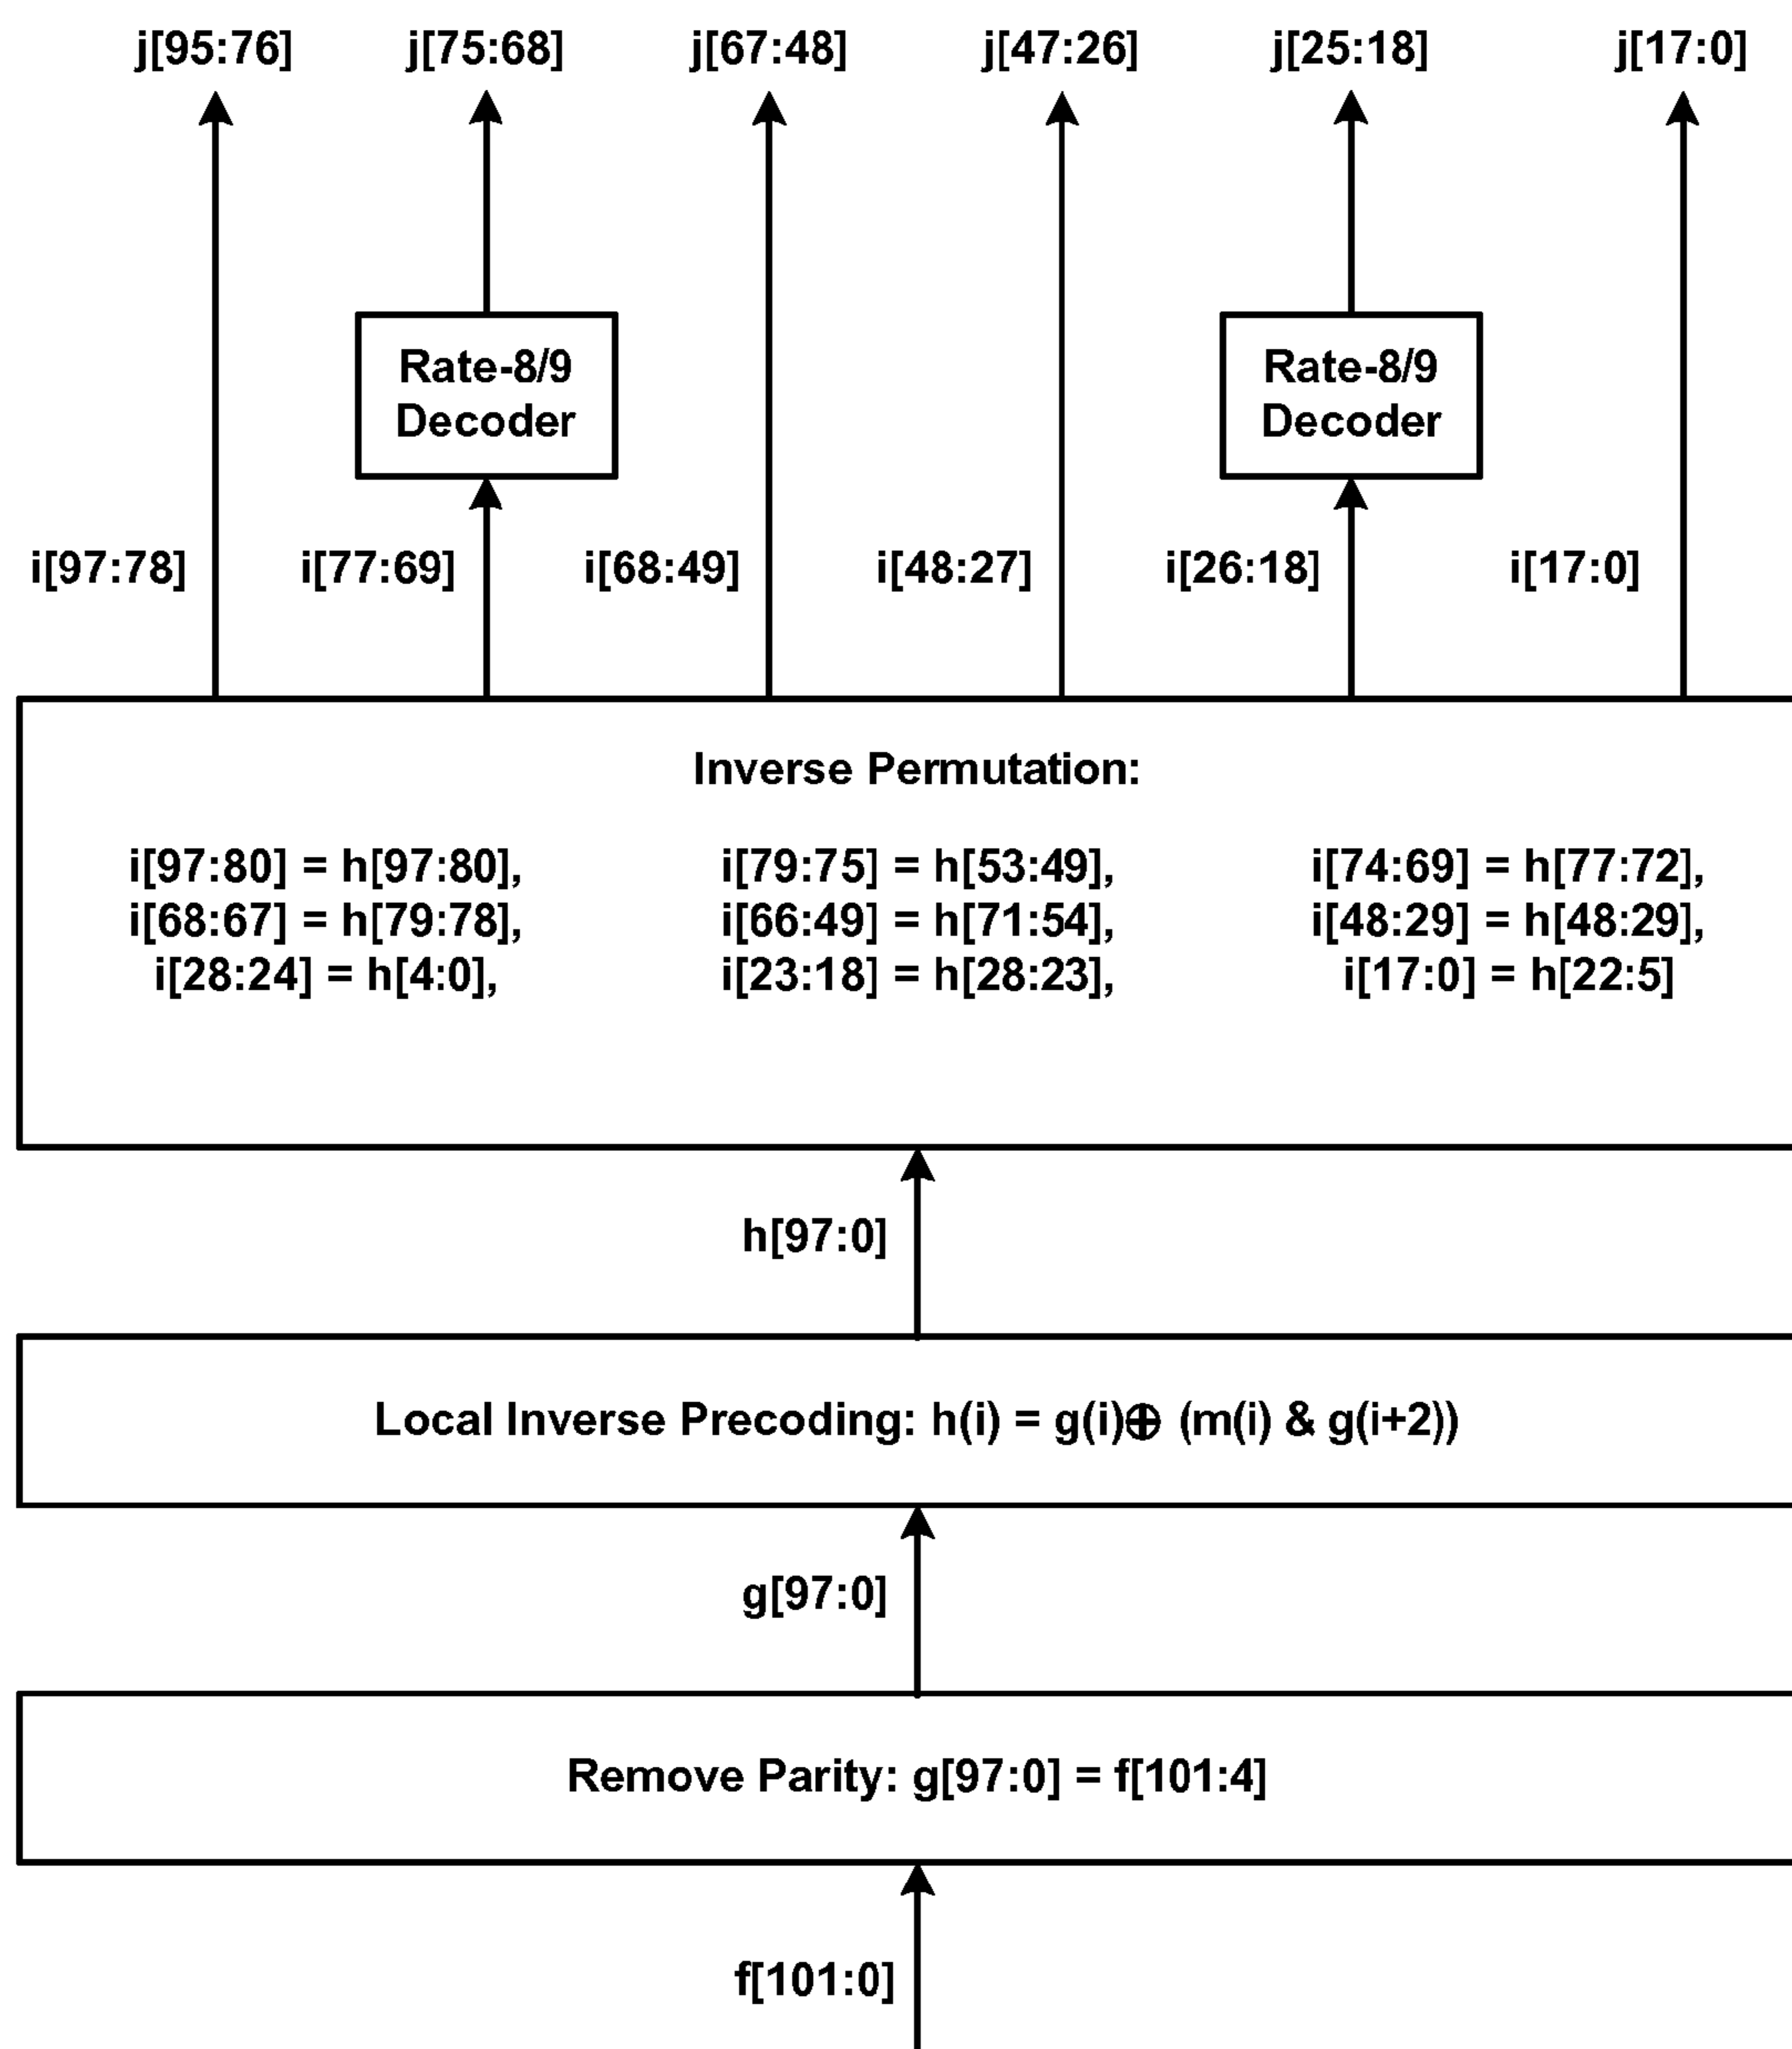 j[95:76] j[75:68] j[67:48] j[47:26] j[25:18] j[17:0]
Rate-8/9 Rate-8/9
Decoder Decoder
i[97:78] i[77:69] i[68:49] i[48:27] i[26:18] i[17:0]
Inverse Permutation:
i[97:80] = h[97:80], i[79:75] = h[53:49], i[74:69] = h[77:72],
i[68:67] = h[79:78], i[66:49] = h[71:54], i[48:29] = h[48:29],
i[28:24] = h[4:0], i[23:18] = h[28:23], i[17:0] = h[22:5]
h[97:0]
Local Inverse Precoding: h(i) = g(i)⊕ (m(i) & g(i+2))
g[97:0]
Remove Parity: g[97:0] = f[101:4]
f[101:0]